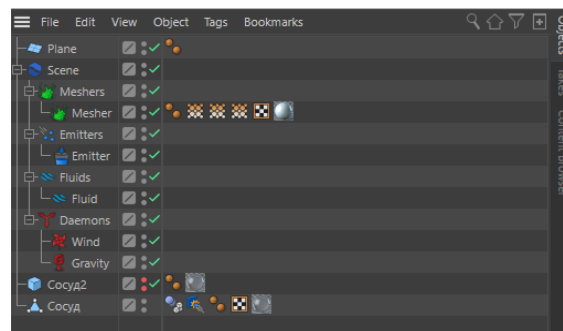 File Edit View Object Tags Bookmarks
Objects
Takes
Content Browser
Plane
Scene
Meshers
Mesher
Emitters
Emitter
Fluids
Fluid
Daemons
Wind
Gravity
Сосуд2
Сосуд